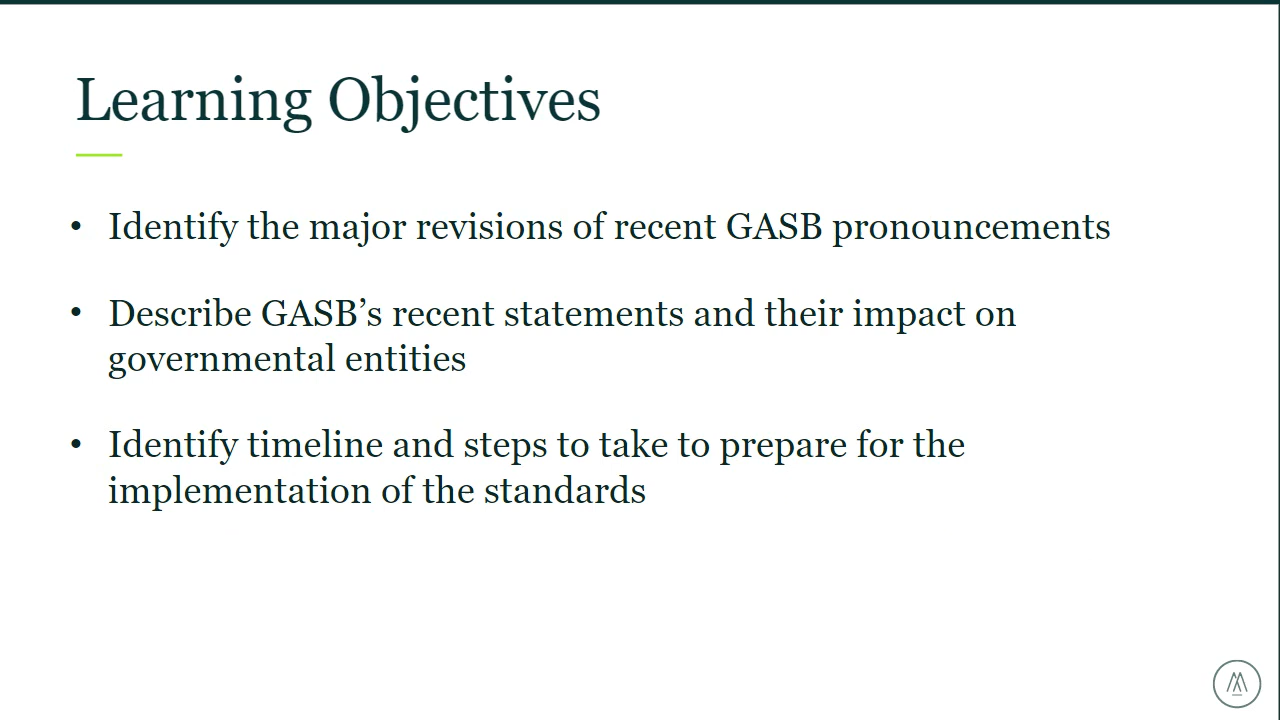 Learning Objectives
• Identify the major revisions of recent GASB pronouncements
• Describe GASB’s recent statements and their impact on
governmental entities
• Identify timeline and steps to take to prepare for the
implementation of the standards